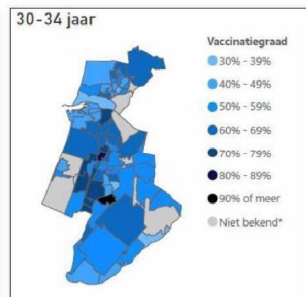 30-34 jaar
Vaccinatiegraad
30% - 39%
40% - 49%
50% - 59%
60% - 69%
70% - 79%
80% - 89%
90% of meer
Niet bekend*